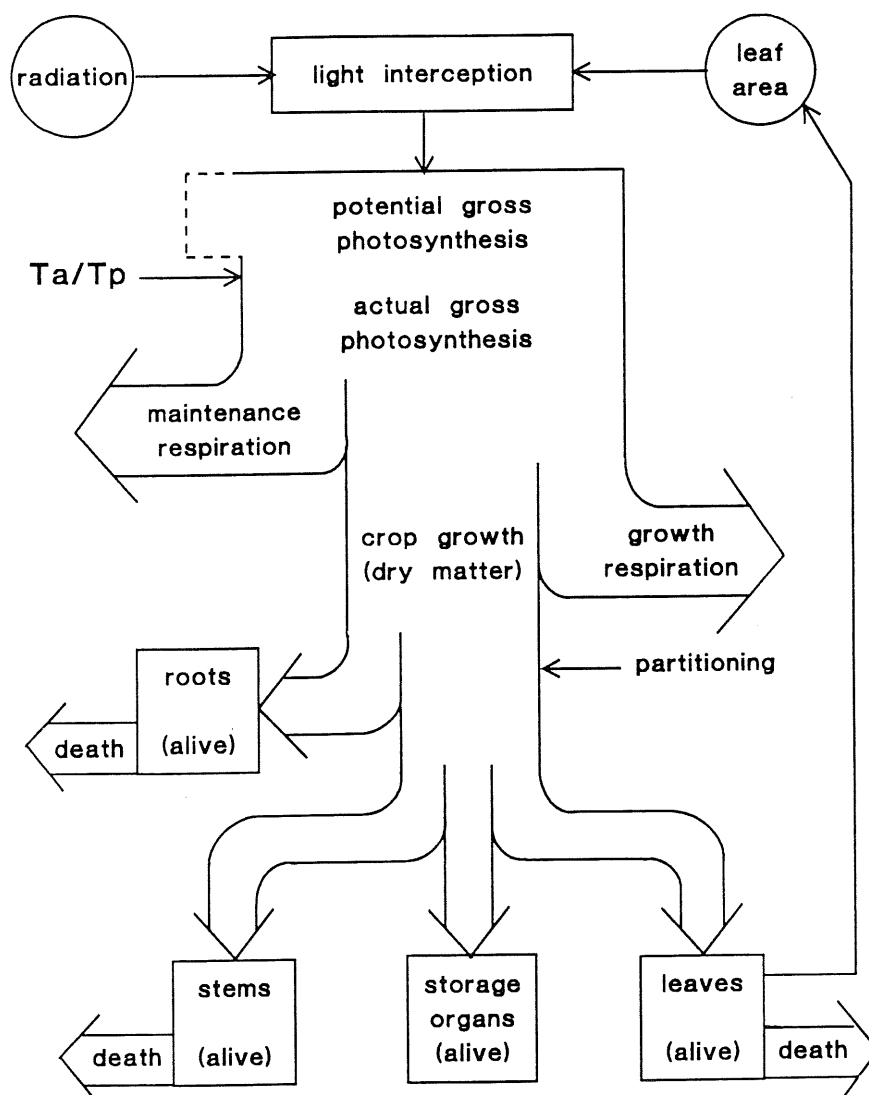 radiation
light interception
leaf
area
potential gross
photosynthesis
Ta/Tp
actual gross
photosynthesis
maintenance
respiration
crop growth
(dry matter)
growth
respiration
partitioning
roots
(alive)
death
stems
(alive)
death
storage
organs
(alive)
leaves
(alive)
death